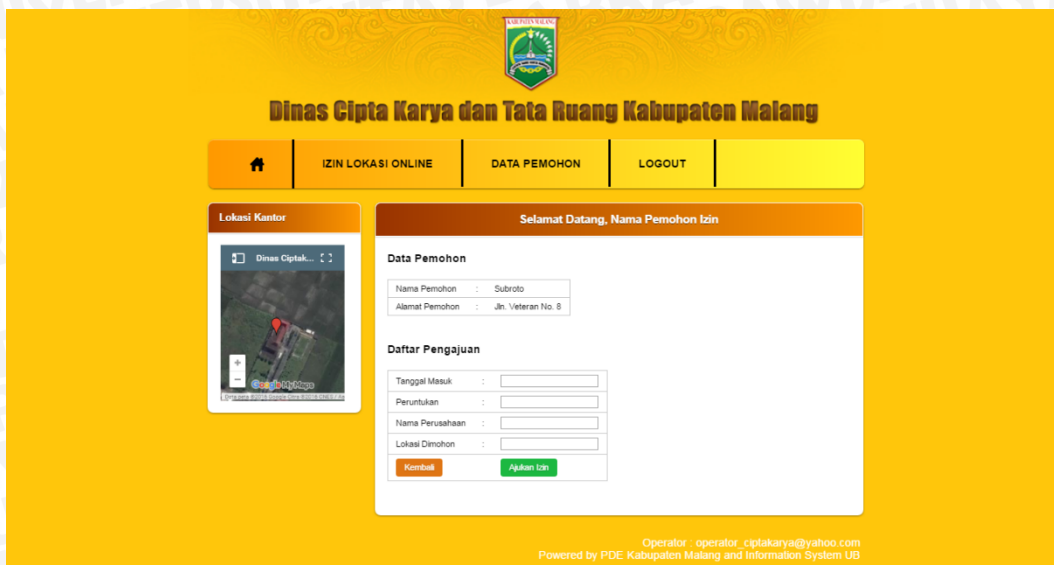 KABUPATEN MALANG
Dinas Cipta Karya dan Tata Ruang Kabupaten Malang
IZIN LOKASI ONLINE
DATA PEMOHON
LOGOUT
Lokasi Kantor
Selamat Datang, Nama Pemohon Izin
Dinas Ciptak...
Data Pemohon
Nama Pemohon : Subroto
Alamat Pemohon : Jln. Veteran No. 8
Daftar Pengajuan
Tanggal Masuk :
Peruntukan :
Nama Perusahaan :
Lokasi Dimohon :
Kembali Ajukan Izin
+
−
Google My Maps
Operator : operator_ciptakarya@yahoo.com
Powered by PDE Kabupaten Malang and Information System UB